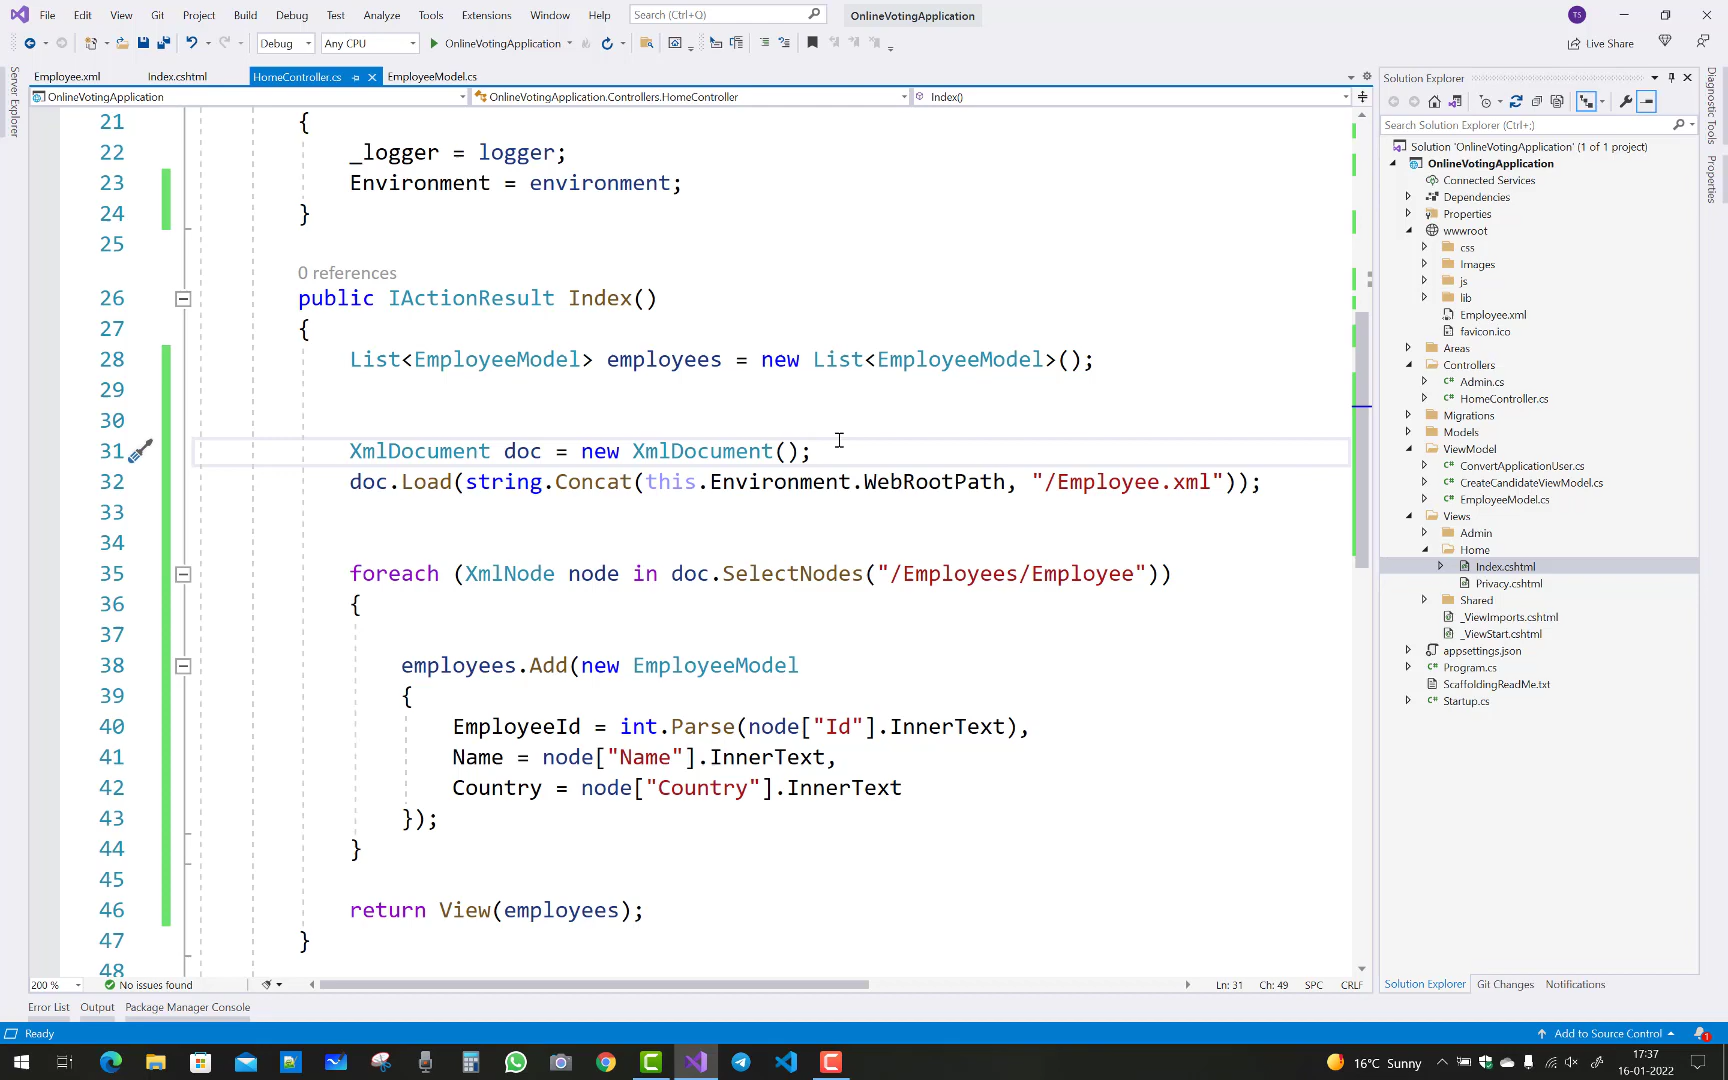 File Edit View Git Project Build Debug Test Analyze Tools Extensions Window Help Search (Ctrl+Q) OnlineVotingApplication TS
Debug Any CPU OnlineVotingApplication Live Share
Employee.xml Index.cshtml HomeController.cs EmployeeModel.cs
OnlineVotingApplication OnlineVotingApplication.Controllers.HomeController Index()
Server Explorer
21 {
22 _logger = logger;
23 Environment = environment;
24 }
25
0 references
26 public IActionResult Index()
27 {
28 List<EmployeeModel> employees = new List<EmployeeModel>();
29
30
31 XmlDocument doc = new XmlDocument();
32 doc.Load(string.Concat(this.Environment.WebRootPath, "/Employee.xml"));
33
34
35 foreach (XmlNode node in doc.SelectNodes("/Employees/Employee"))
36 {
37
38 employees.Add(new EmployeeModel
39 {
40 EmployeeId = int.Parse(node["Id"].InnerText),
41 Name = node["Name"].InnerText,
42 Country = node["Country"].InnerText
43 });
44 }
45
46 return View(employees);
47 }
48
200 % No issues found Ln: 31 Ch: 49 SPC CRLF
Error List Output Package Manager Console
Solution Explorer
Search Solution Explorer (Ctrl+;)
Solution 'OnlineVotingApplication' (1 of 1 project)
OnlineVotingApplication
Connected Services
Dependencies
Properties
wwwroot
css
Images
js
lib
Employee.xml
favicon.ico
Areas
Controllers
Admin.cs
HomeController.cs
Migrations
Models
ViewModel
ConvertApplicationUser.cs
CreateCandidateViewModel.cs
EmployeeModel.cs
Views
Admin
Home
Index.cshtml
Privacy.cshtml
Shared
_ViewImports.cshtml
_ViewStart.cshtml
appsettings.json
Program.cs
ScaffoldingReadMe.txt
Startup.cs
Solution Explorer Git Changes Notifications
Diagnostic Tools
Properties
Ready Add to Source Control 1
16°C Sunny 17:37
16-01-2022